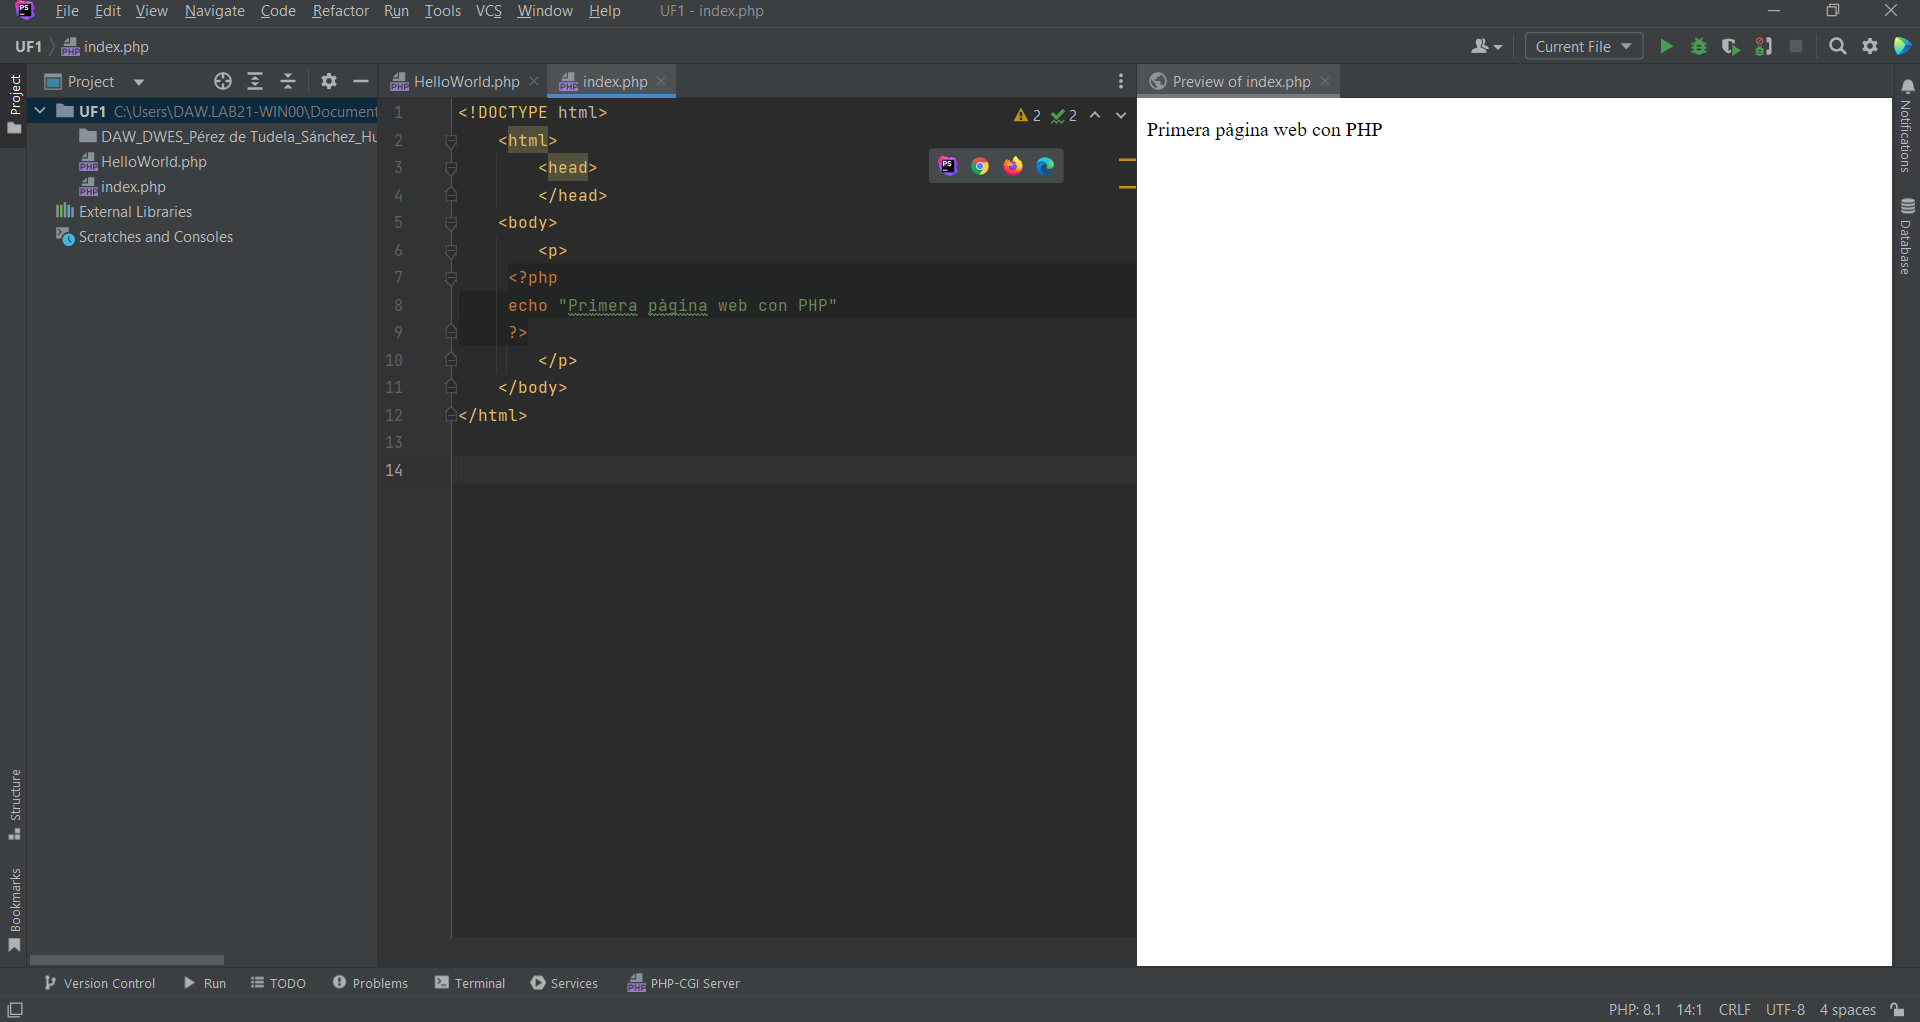 File Edit View Navigate Code Refactor Run Tools VCS Window Help UF1 - index.php
UF1 index.php Current File
Project HelloWorld.php index.php Preview of index.php
UF1 C:\Users\DAW.LAB21-WIN00\Document
DAW_DWES_Pérez de Tudela_Sánchez_Hu
HelloWorld.php
index.php
External Libraries
Scratches and Consoles
Project
Structure
Bookmarks
2 2
1 <!DOCTYPE html>
2 <html>
3 <head>
4 </head>
5 <body>
6 <p>
7 <?php
8 echo "Primera pàgina web con PHP"
9 ?>
10 </p>
11 </body>
12 </html>
13
14
Primera pàgina web con PHP
Notifications
Database
Version Control Run TODO Problems Terminal Services PHP-CGI Server
PHP: 8.1 14:1 CRLF UTF-8 4 spaces